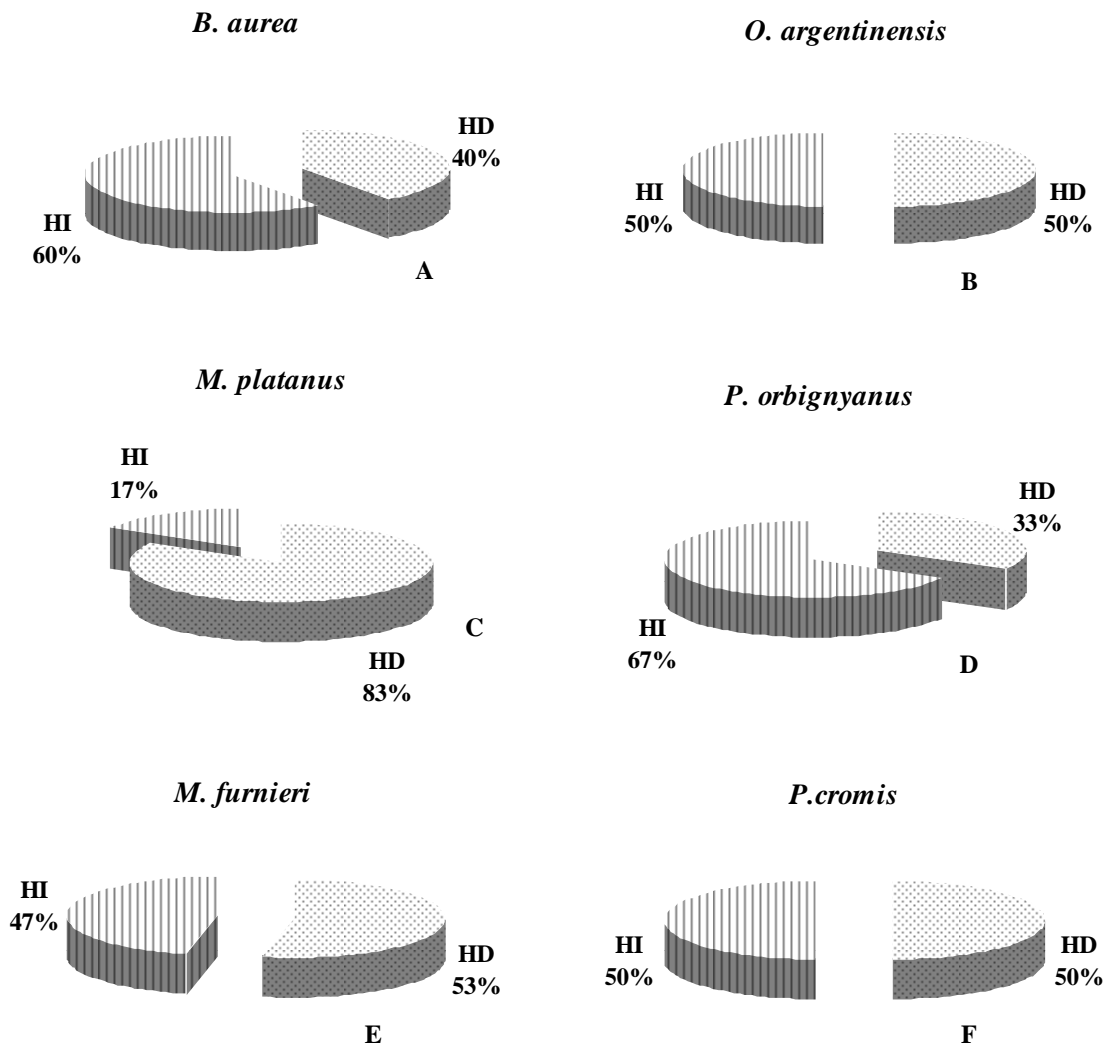 B. aurea
HD
40%
HI
60%
A
O. argentinensis
HI
50%
HD
50%
B
M. platanus
HI
17%
HD
83%
C
P. orbignyanus
HD
33%
HI
67%
D
M. furnieri
HI
47%
HD
53%
E
P.cromis
HI
50%
HD
50%
F